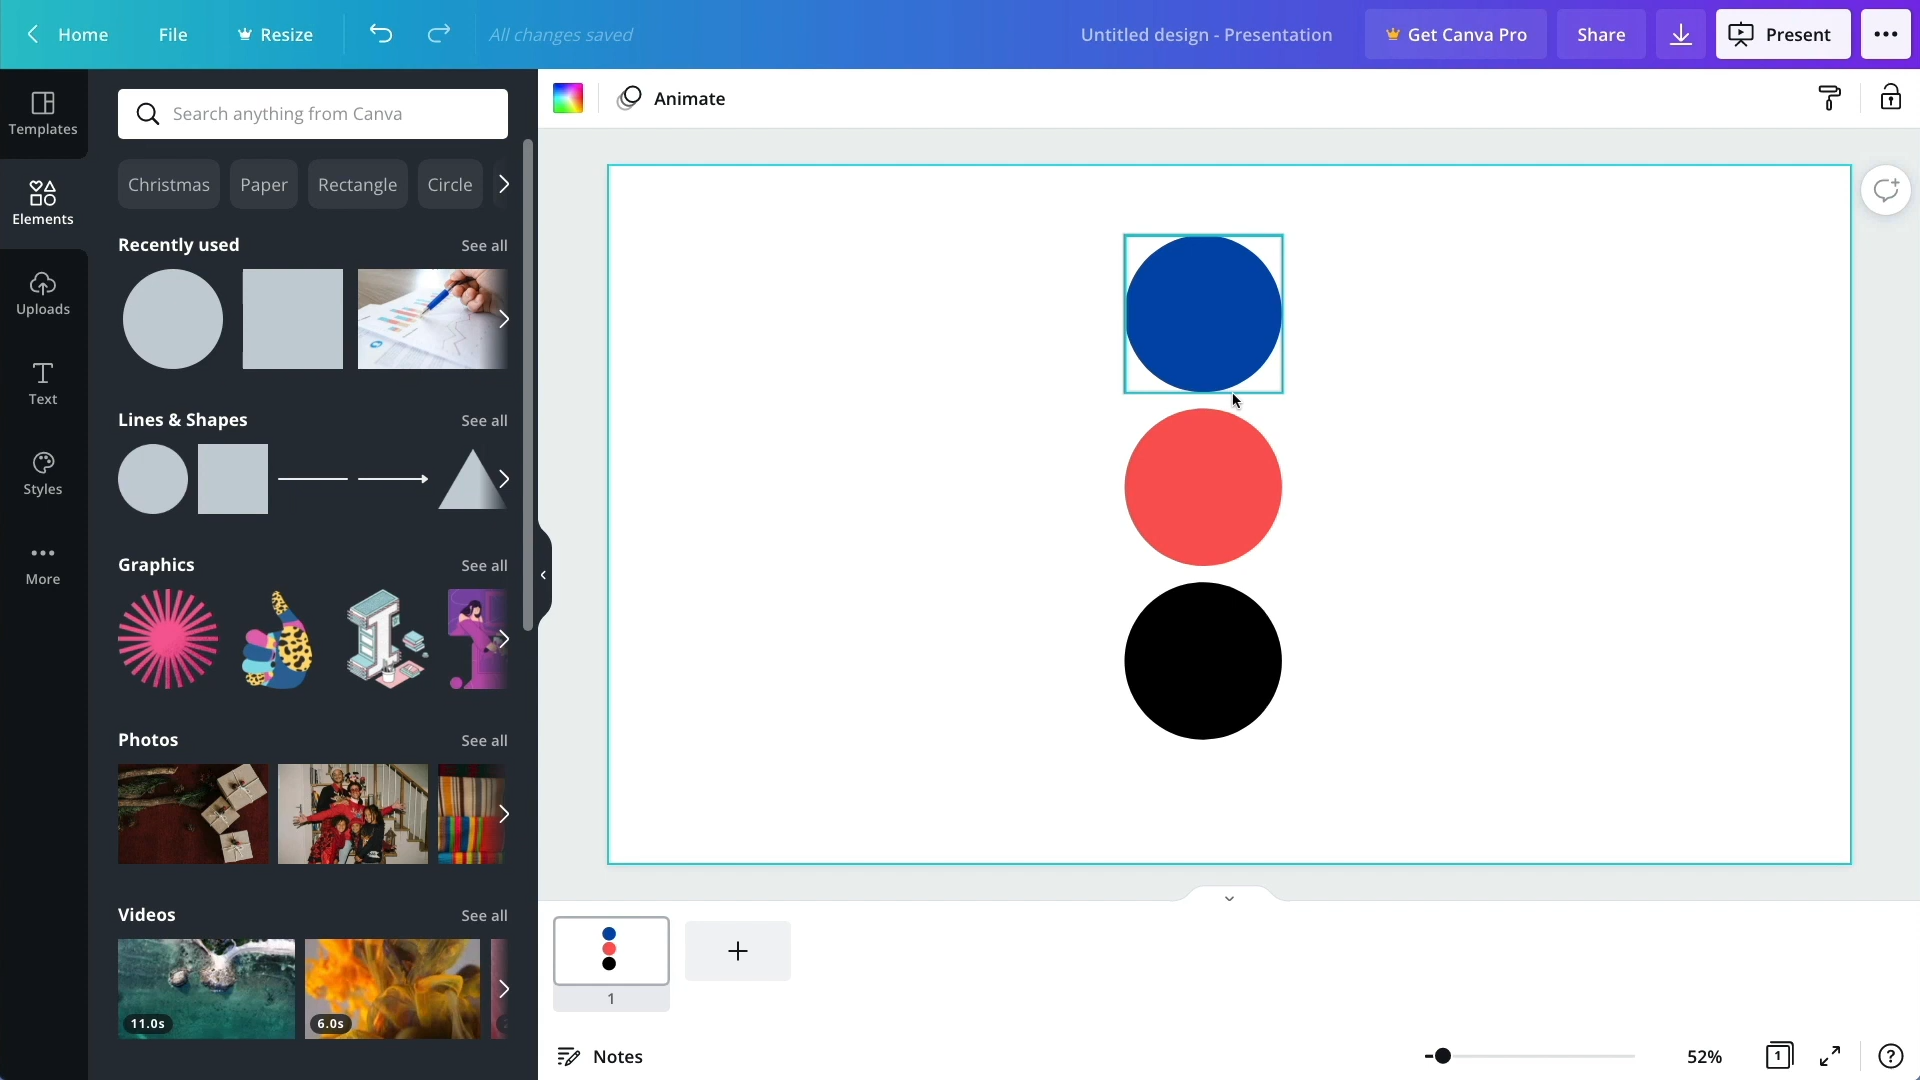 Home
File
Resize
All changes saved
Untitled design - Presentation
Get Canva Pro
Share
Present
Templates
Elements
Uploads
Text
Styles
More
Search anything from Canva
Christmas
Paper
Rectangle
Circle
Recently used
See all
Lines & Shapes
See all
Graphics
See all
Photos
See all
Videos
See all
11.0s
6.0s
Animate
1
Notes
52%
1
?